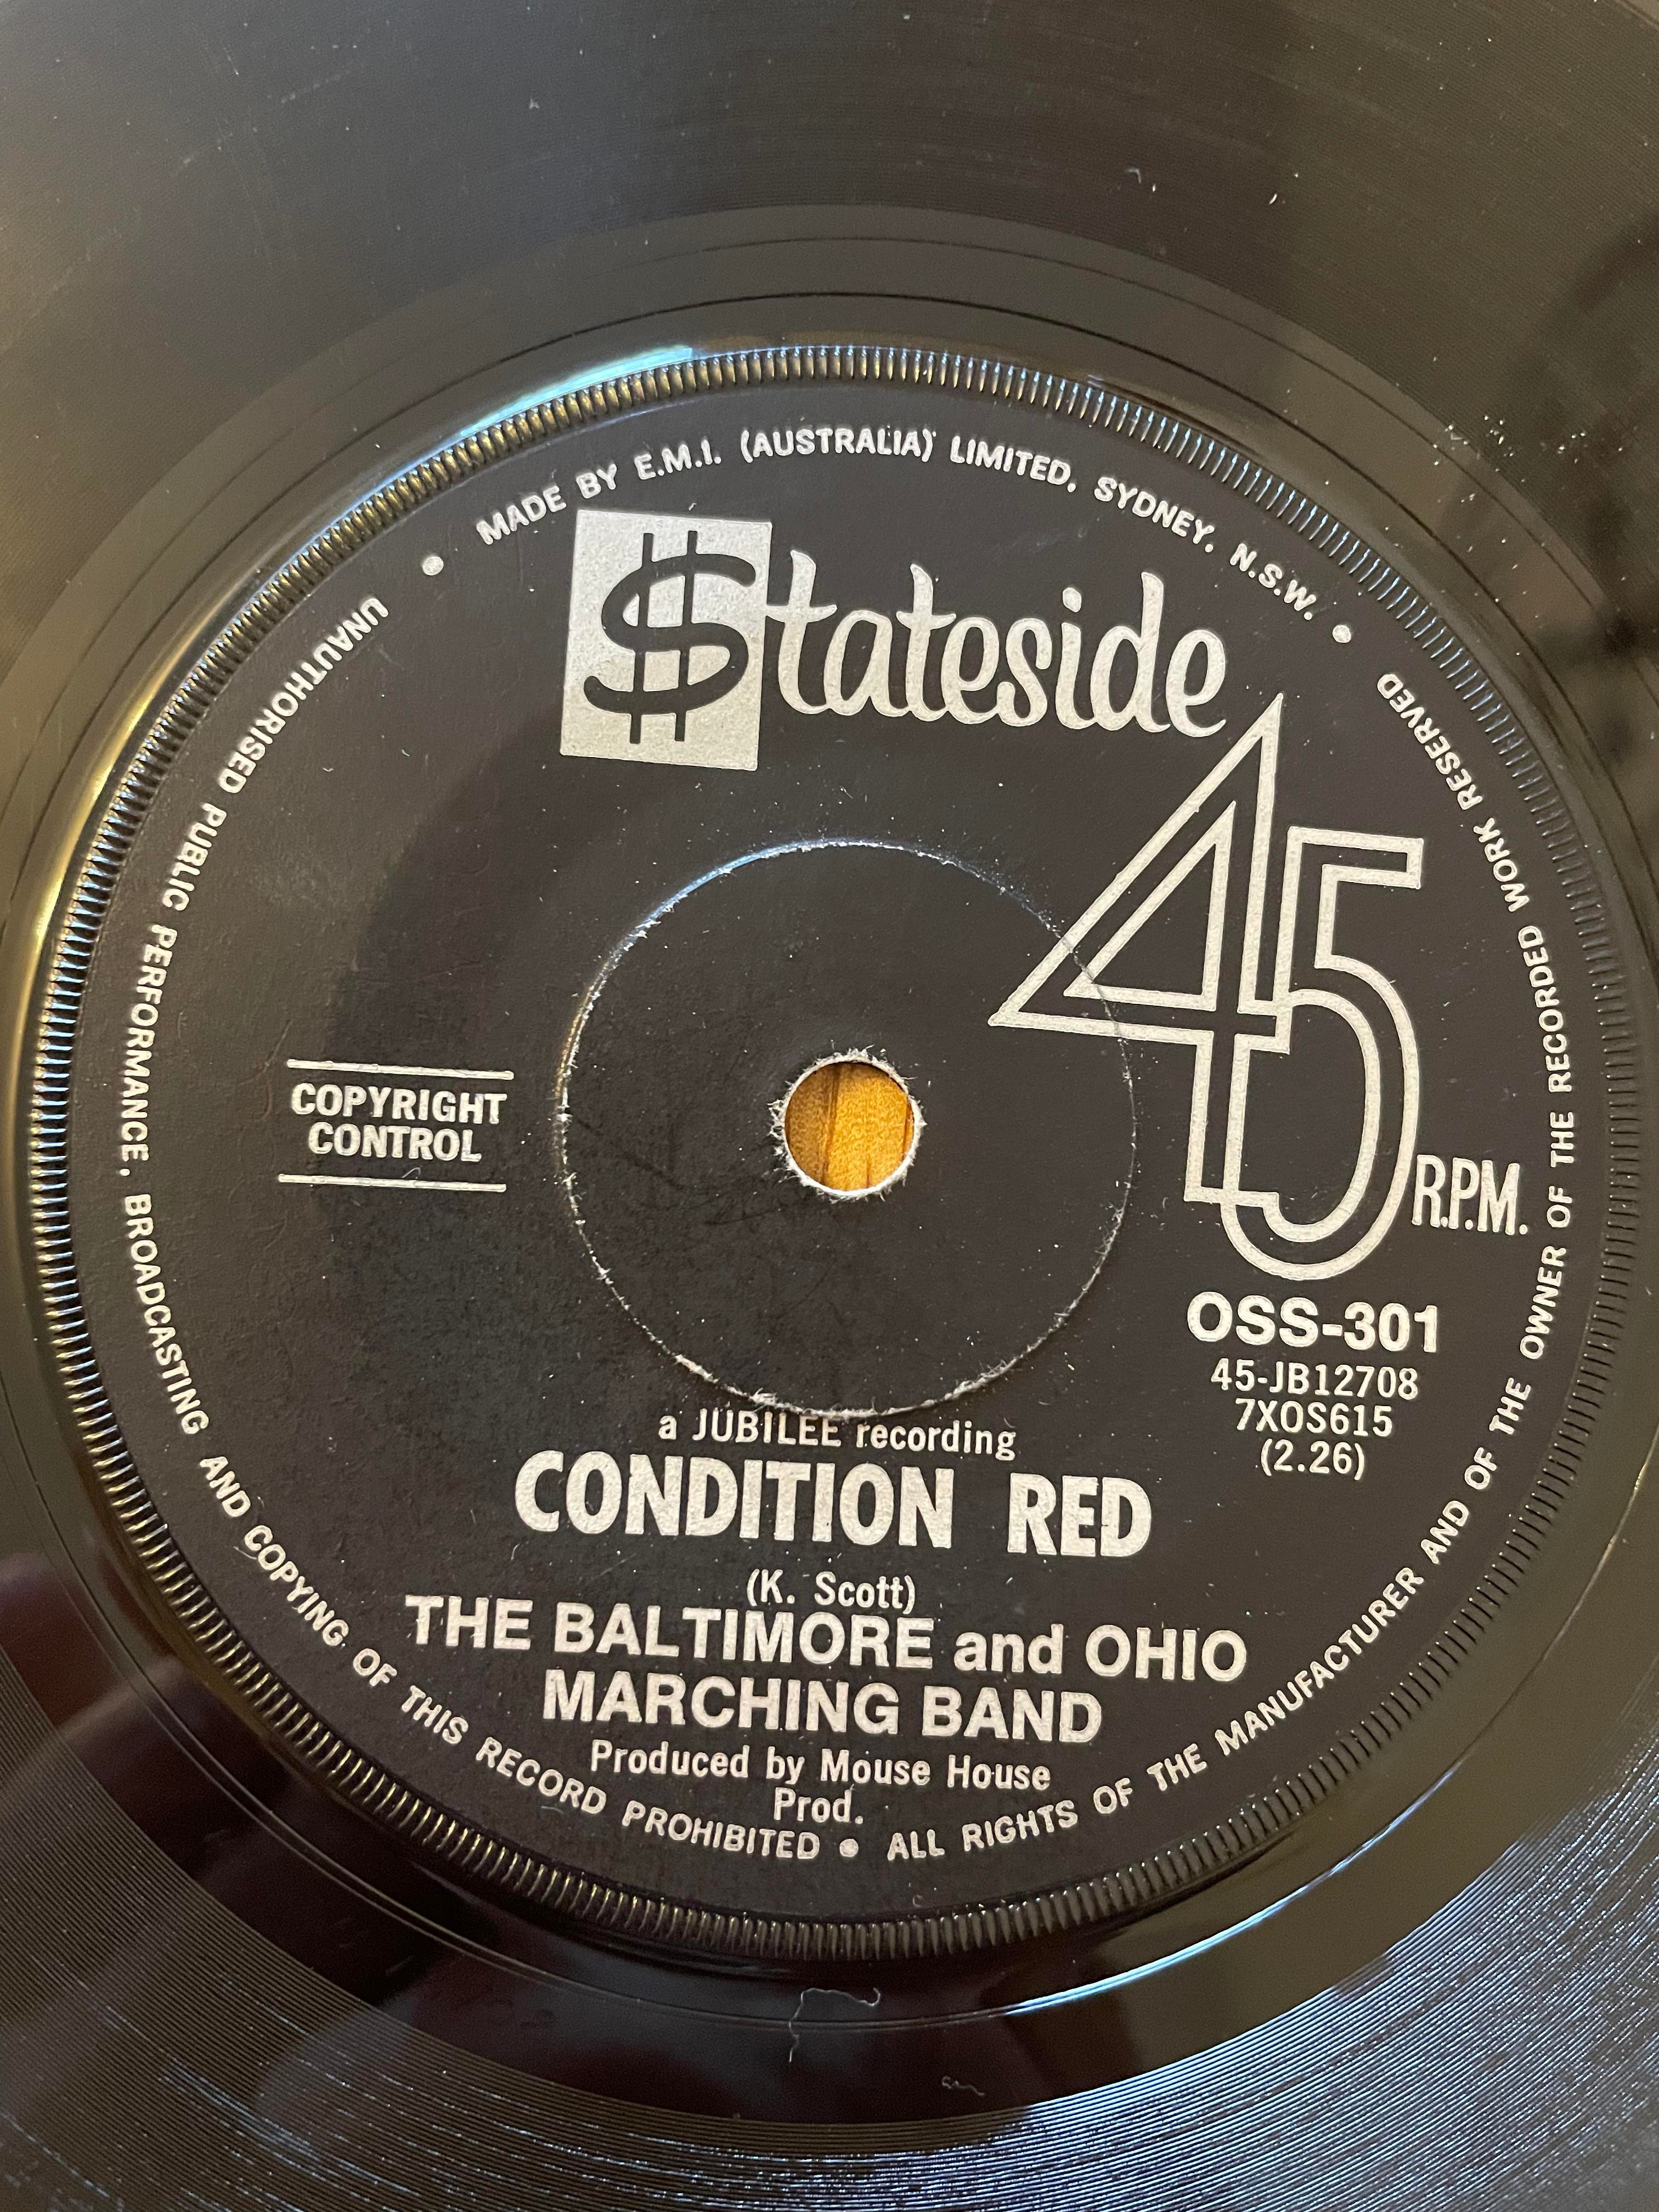 MADE BY E.M.I. (AUSTRALIA) LIMITED. SYDNEY. N.S.W. •
$tateside
45 R.P.M.
COPYRIGHT
CONTROL
OSS-301
45-JB12708
7XOS615
(2.26)
a JUBILEE recording
CONDITION RED
(K. Scott)
THE BALTIMORE and OHIO
MARCHING BAND
Produced by Mouse House
Prod.
• UNAUTHORISED PUBLIC PERFORMANCE, BROADCASTING AND COPYING OF THIS RECORD PROHIBITED • ALL RIGHTS OF THE MANUFACTURER AND OF THE OWNER OF THE RECORDED WORK RESERVED